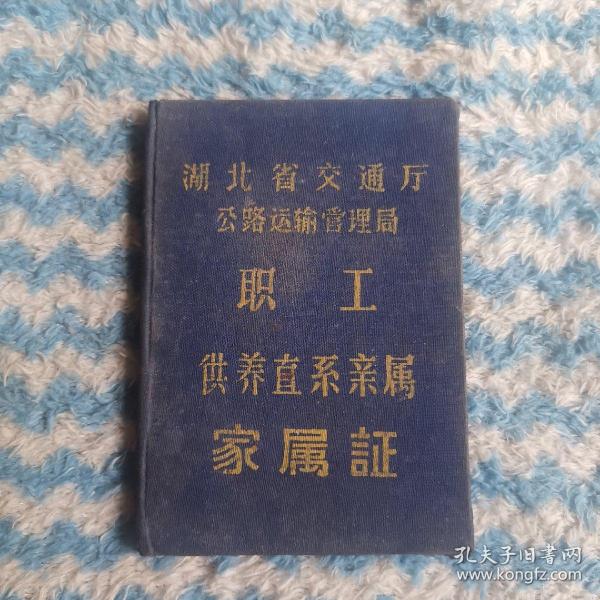 湖北省交通厅
公路运输管理局
职工
供养直系亲属
家属証
孔夫子旧書网
www.kongfz.com